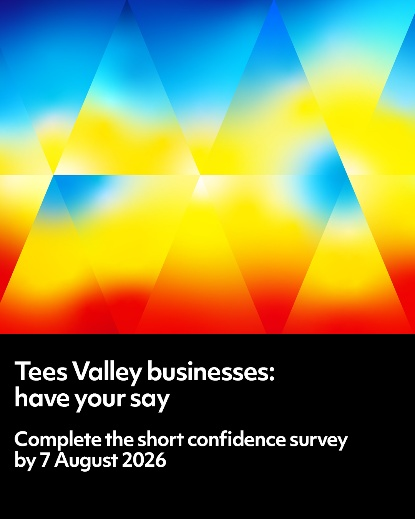 Tees Valley businesses:
have your say
Complete the short confidence survey
by 7 August 2026